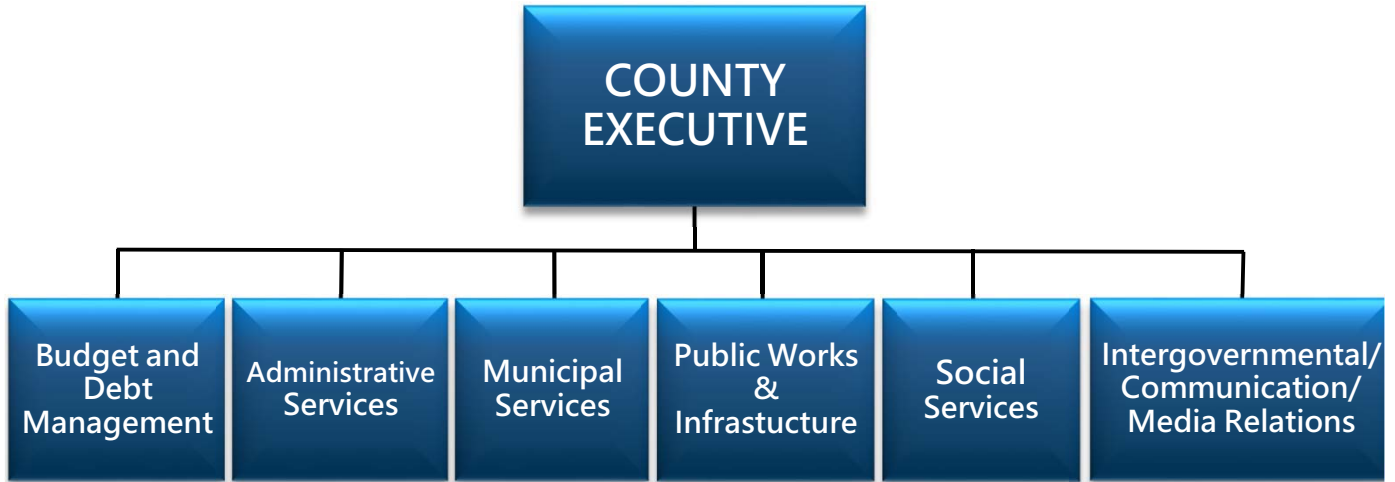 COUNTY
EXECUTIVE
Budget and
Debt
Management
Administrative
Services
Municipal
Services
Public Works
&
Infrastucture
Social
Services
Intergovernmental/
Communication/
Media Relations